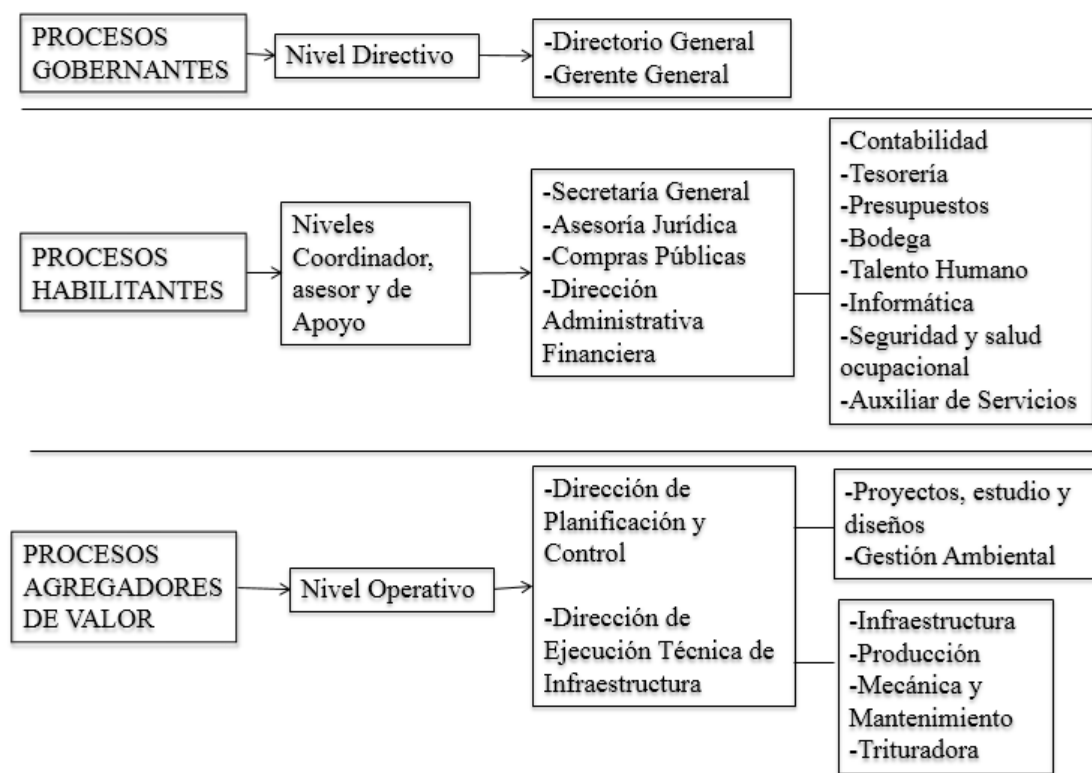 PROCESOS
GOBERNANTES
Nivel Directivo
-Directorio General
-Gerente General
PROCESOS
HABILITANTES
Niveles
Coordinador,
asesor y de
Apoyo
-Secretaría General
-Asesoría Jurídica
-Compras Públicas
-Dirección
Administrativa
Financiera
-Contabilidad
-Tesorería
-Presupuestos
-Bodega
-Talento Humano
-Informática
-Seguridad y salud
ocupacional
-Auxiliar de Servicios
PROCESOS
AGREGADORES
DE VALOR
Nivel Operativo
-Dirección de
Planificación y
Control
-Dirección de
Ejecución Técnica de
Infraestructura
-Proyectos, estudio y
diseños
-Gestión Ambiental
-Infraestructura
-Producción
-Mecánica y
Mantenimiento
-Trituradora